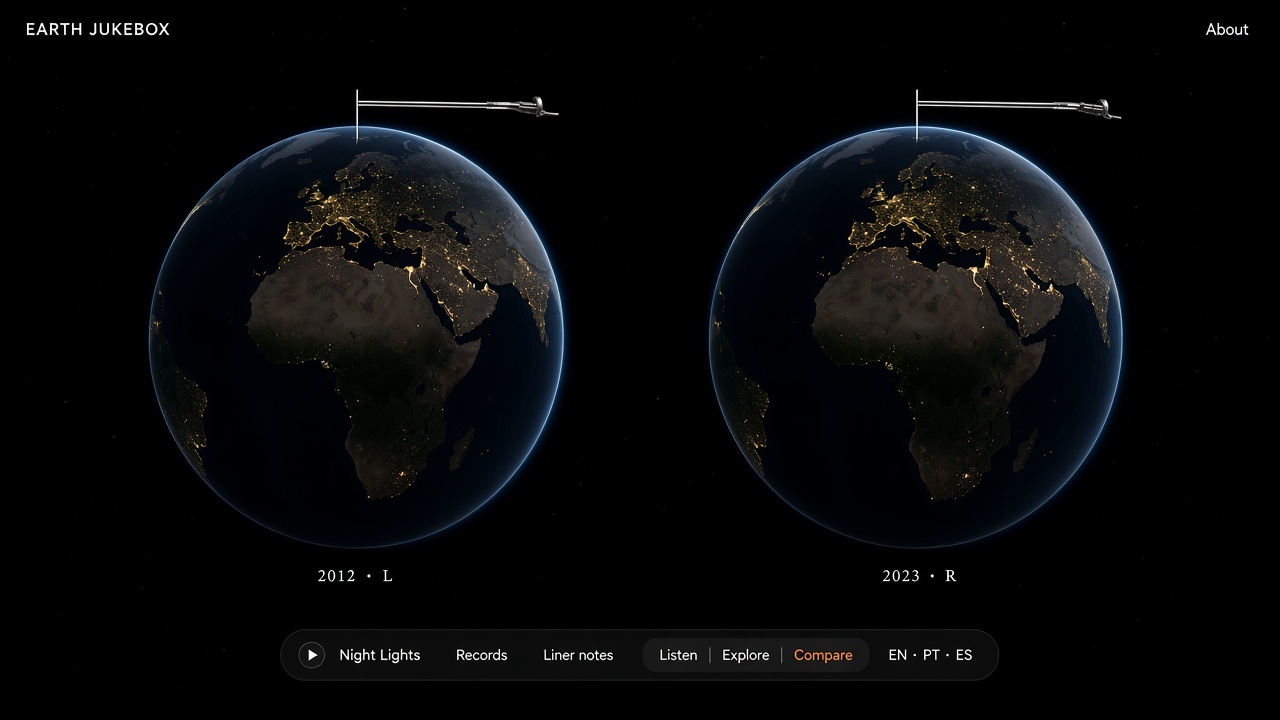 EARTH JUKEBOX
About
2012 • L
2023 • R
Night Lights
Records
Liner notes
Listen | Explore | Compare
EN · PT · ES